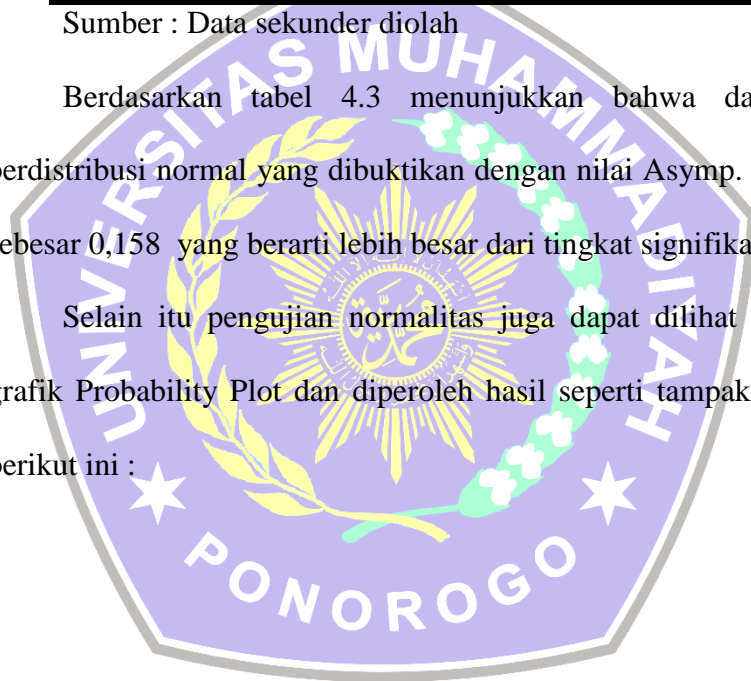 Sumber : Data sekunder diolah
Berdasarkan tabel 4.3 menunjukkan bahwa
berdistribusi normal yang dibuktikan dengan nilai Asymp.
sebesar 0,158 yang berarti lebih besar dari tingkat
Selain itu pengujian normalitas juga dapat dilihat
grafik Probability Plot dan diperoleh hasil seperti tampak
berikut ini :
UNIVERSITAS MUHAMMADIYAH
PONOROGO